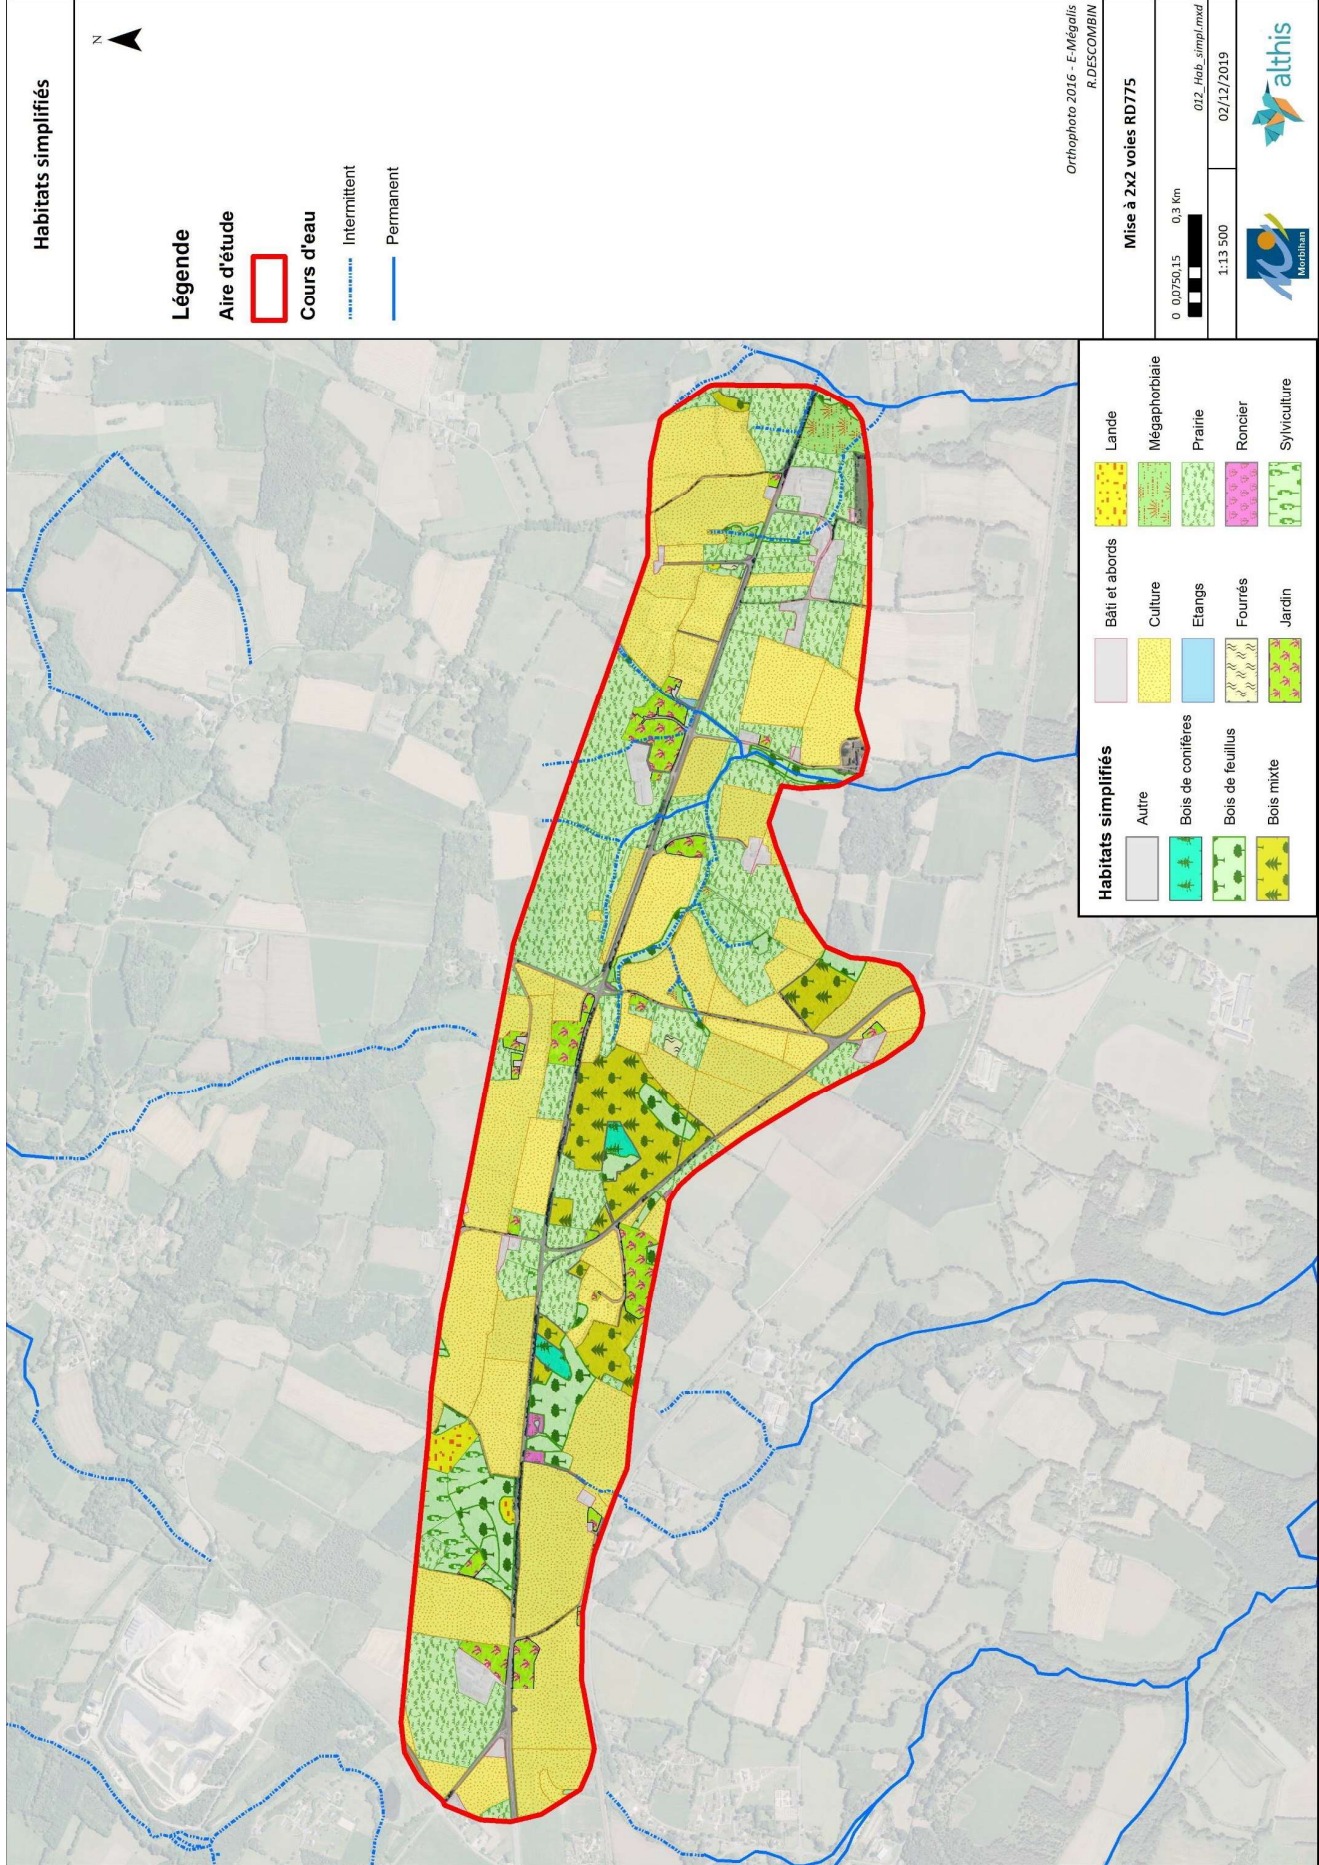 Habitats simplifiés
N
Légende
Aire d'étude
Cours d'eau
Intermittent
Permanent
Orthophoto 2016 - E-Mégalis
R.DESCOMBIN
Mise à 2x2 voies RD775
0 0,0750,15 0,3 Km
012_Hab_simpl.mxd
1:13 500
02/12/2019
Morbihan
althis
Habitats simplifiés
Autre
Bois de conifères
Bois de feuillus
Bois mixte
Bâti et abords
Culture
Etangs
Fourrés
Jardin
Lande
Mégaphorbiaie
Prairie
Roncier
Sylviculture